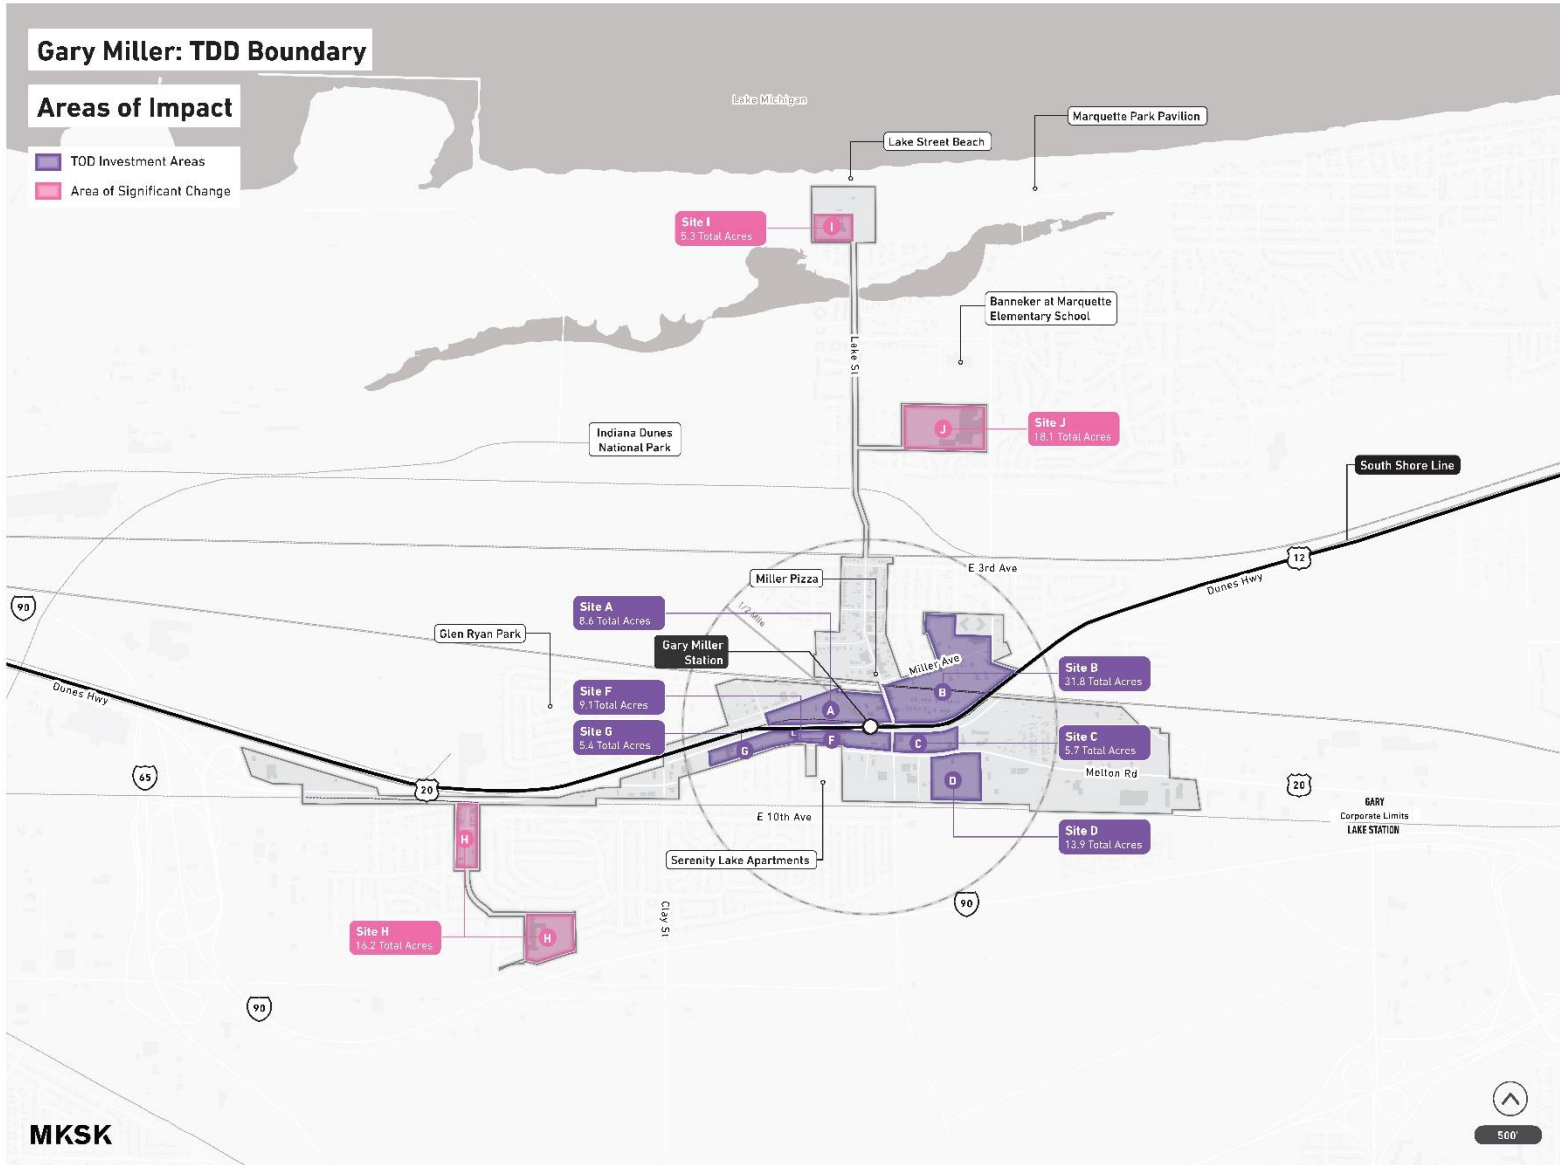 Gary Miller: TDD Boundary
Areas of Impact
TOD Investment Areas
Area of Significant Change
Lake Michigan
Marquette Park Pavilion
Lake Street Beach
Site I
5.3 Total Acres
I
Banneker at Marquette
Elementary School
Lake St
Site J
18.1 Total Acres
J
Indiana Dunes
National Park
South Shore Line
12
E 3rd Ave
Dunes Hwy
Miller Pizza
90
Site A
8.6 Total Acres
1/2 Mile
Glen Ryan Park
Gary Miller
Station
Miller Ave
Site B
31.8 Total Acres
B
Dunes Hwy
Site F
9.1 Total Acres
A
Site G
5.4 Total Acres
G
F
C
Site C
5.7 Total Acres
Melton Rd
D
65
20
20
GARY
Corporate Limits
LAKE STATION
E 10th Ave
Site D
13.9 Total Acres
H
Serenity Lake Apartments
90
Clay St
Site H
16.2 Total Acres
H
90
MKSK
500'